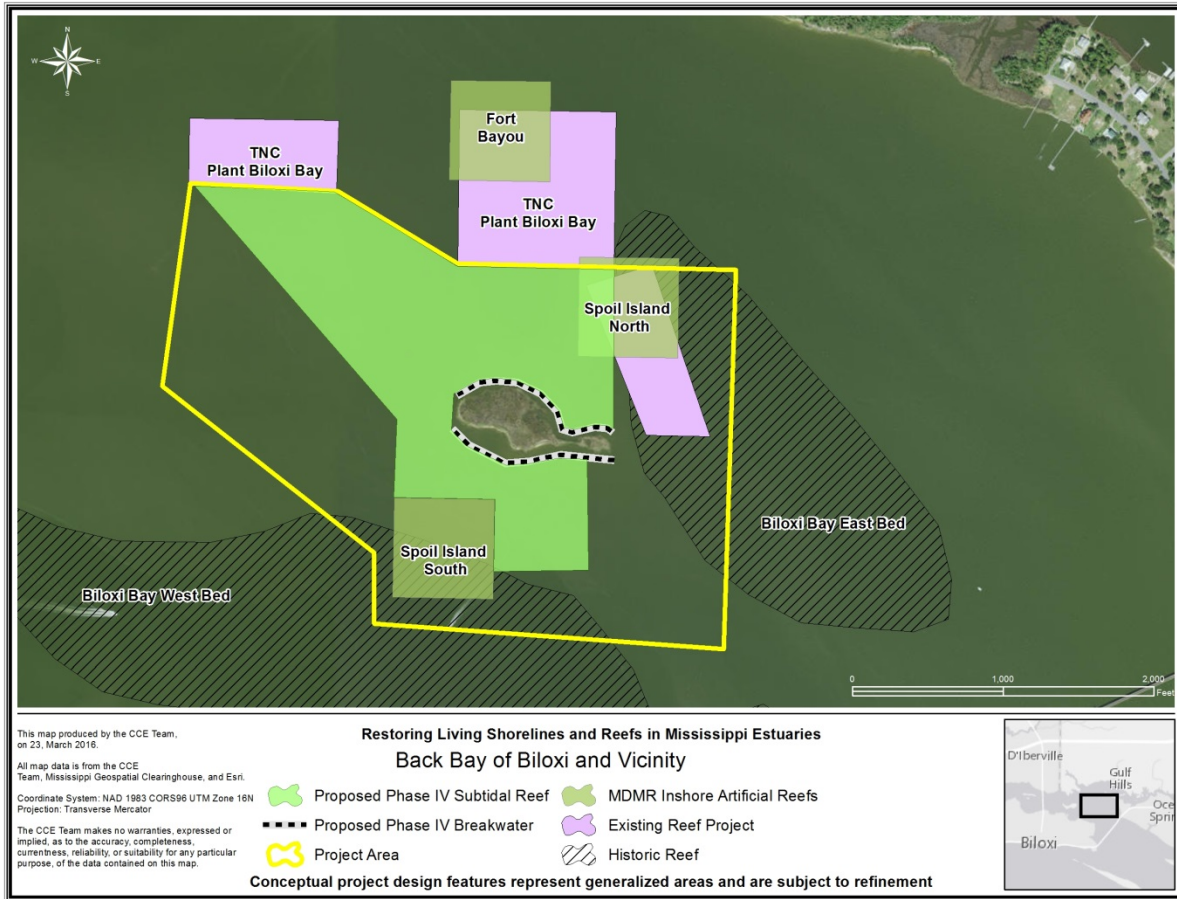 N
W E
S
Fort
Bayou
TNC
Plant Biloxi Bay
TNC
Plant Biloxi Bay
Spoil Island
North
Biloxi Bay East Bed
Spoil Island
South
Biloxi Bay West Bed
0 1,000 2,000
Feet
This map produced by the CCE Team,
on 23, March 2016.
All map data is from the CCE
Team, Mississippi Geospatial Clearinghouse, and Esri.
Coordinate System: NAD 1983 CORS96 UTM Zone 16N
Projection: Transverse Mercator
The CCE Team makes no warranties, expressed or
implied, as to the accuracy, completeness,
currentness, reliability, or suitability for any particular
purpose, of the data contained on this map.
Restoring Living Shorelines and Reefs in Mississippi Estuaries
Back Bay of Biloxi and Vicinity
Proposed Phase IV Subtidal Reef
Proposed Phase IV Breakwater
Project Area
MDMR Inshore Artificial Reefs
Existing Reef Project
Historic Reef
Conceptual project design features represent generalized areas and are subject to refinement
D'Iberville
Gulf
Hills
Oce
Sprin
Biloxi